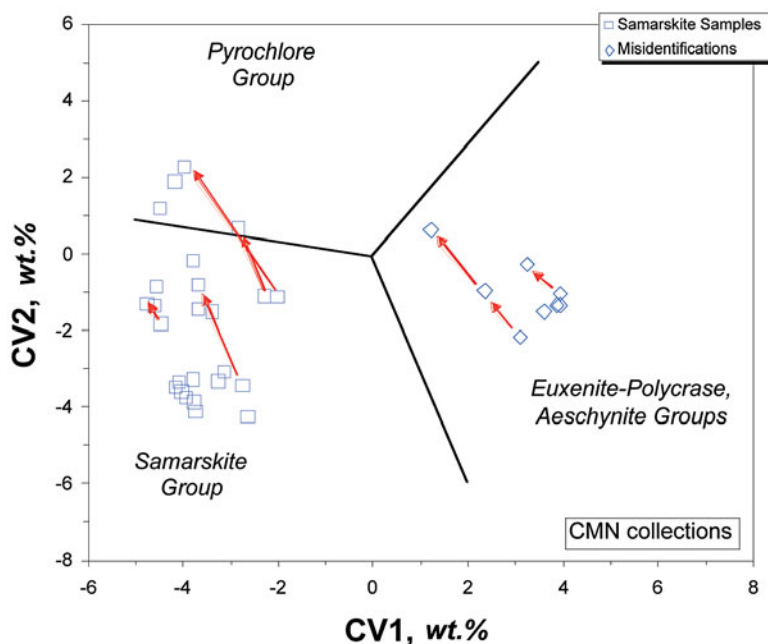 Samarskite Samples
Misidentifications
Pyrochlore
Group
6
4
2
0
-2
-4
-6
-8
CV2, wt.%
Euxenite-Polycrase,
Aeschynite Groups
Samarskite
Group
CMN collections
-6 -4 -2 0 2 4 6 8
CV1, wt.%